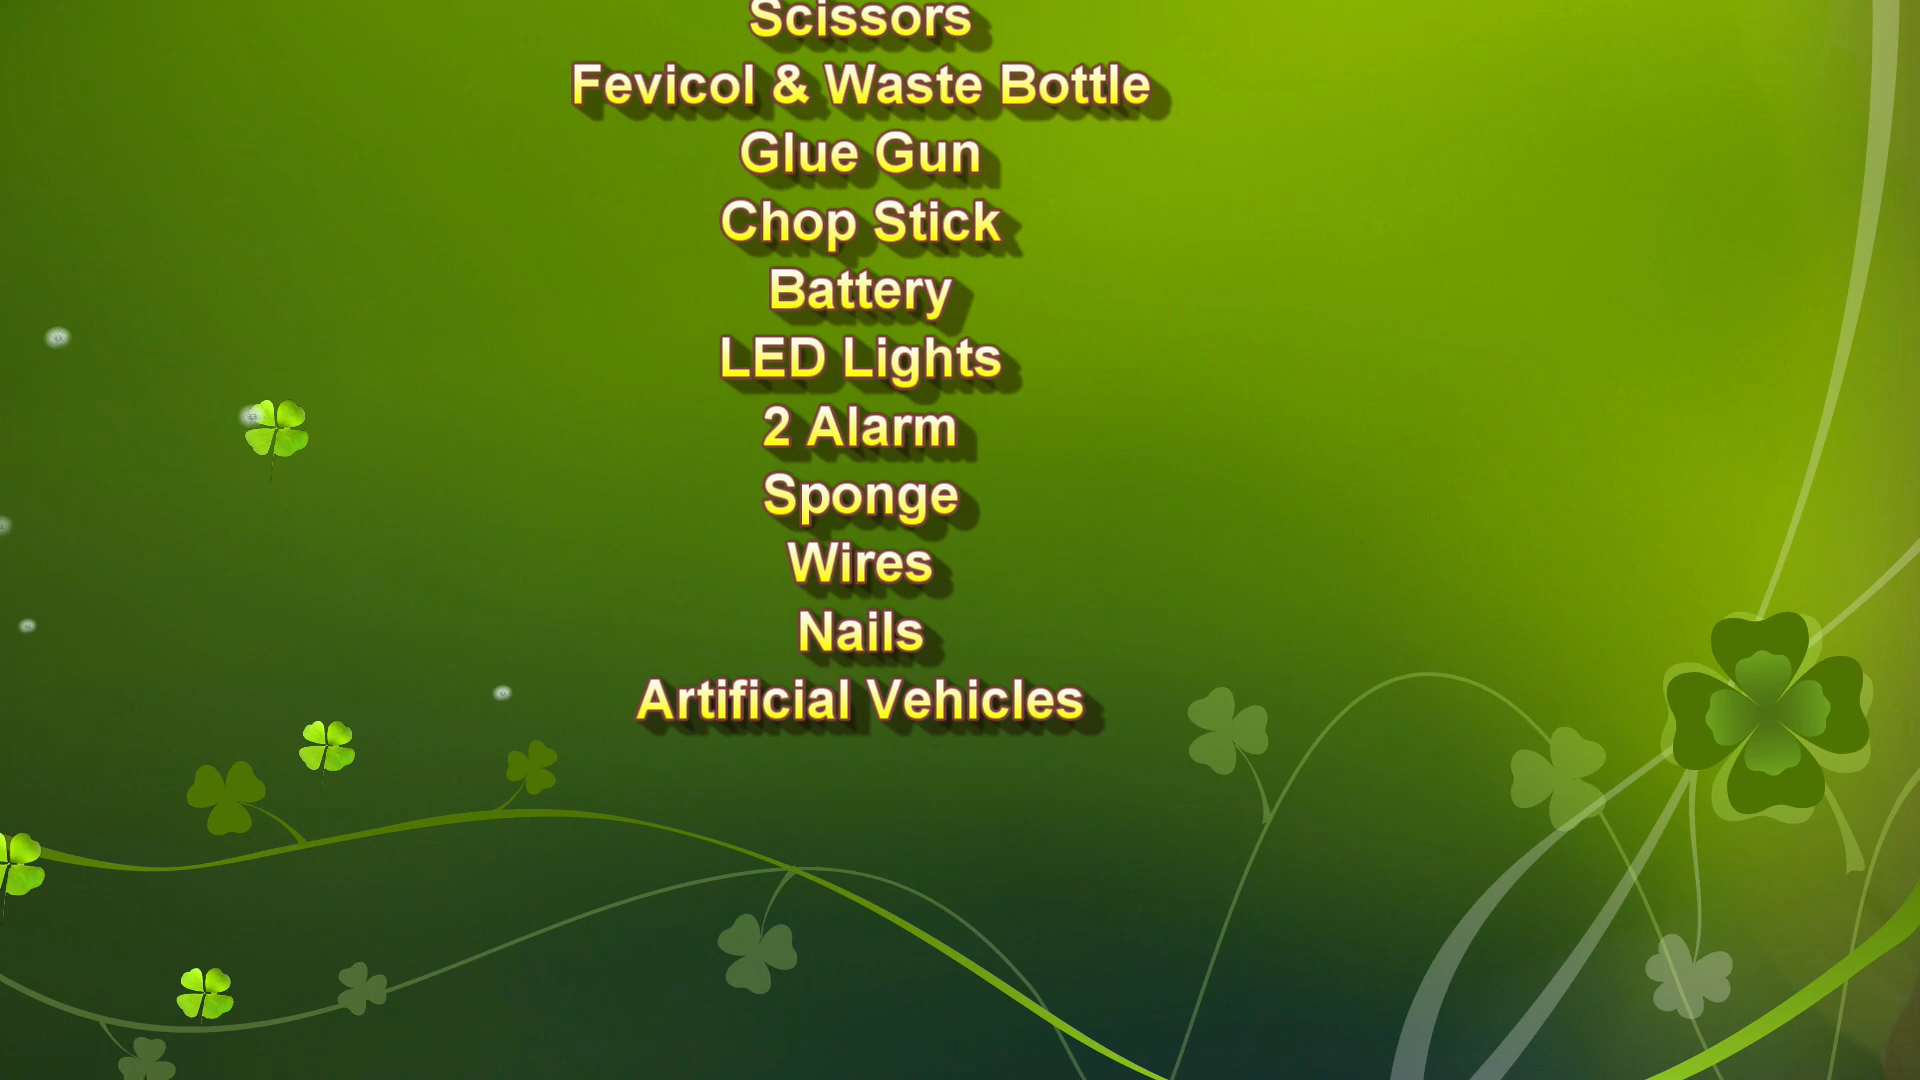 Scissors
Fevicol & Waste Bottle
Glue Gun
Chop Stick
Battery
LED Lights
2 Alarm
Sponge
Wires
Nails
Artificial Vehicles